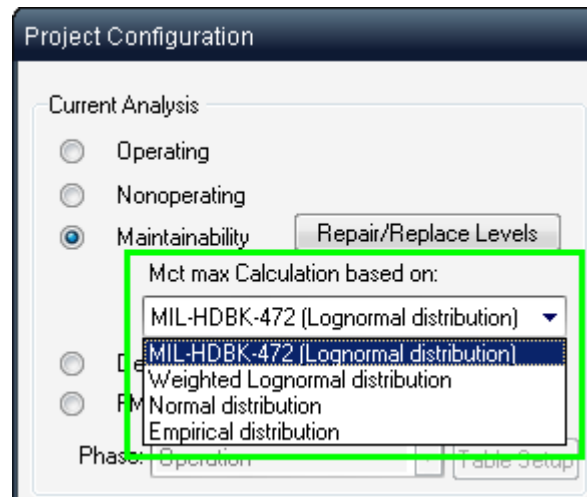 Project Configuration
Current Analysis
Operating
Nonoperating
Maintainability
Repair/Replace Levels
Mct max Calculation based on:
MIL-HDBK-472 (Lognormal distribution)
MIL-HDBK-472 (Lognormal distribution)
Weighted Lognormal distribution
Normal distribution
Empirical distribution
Phase: Operation Table Setup